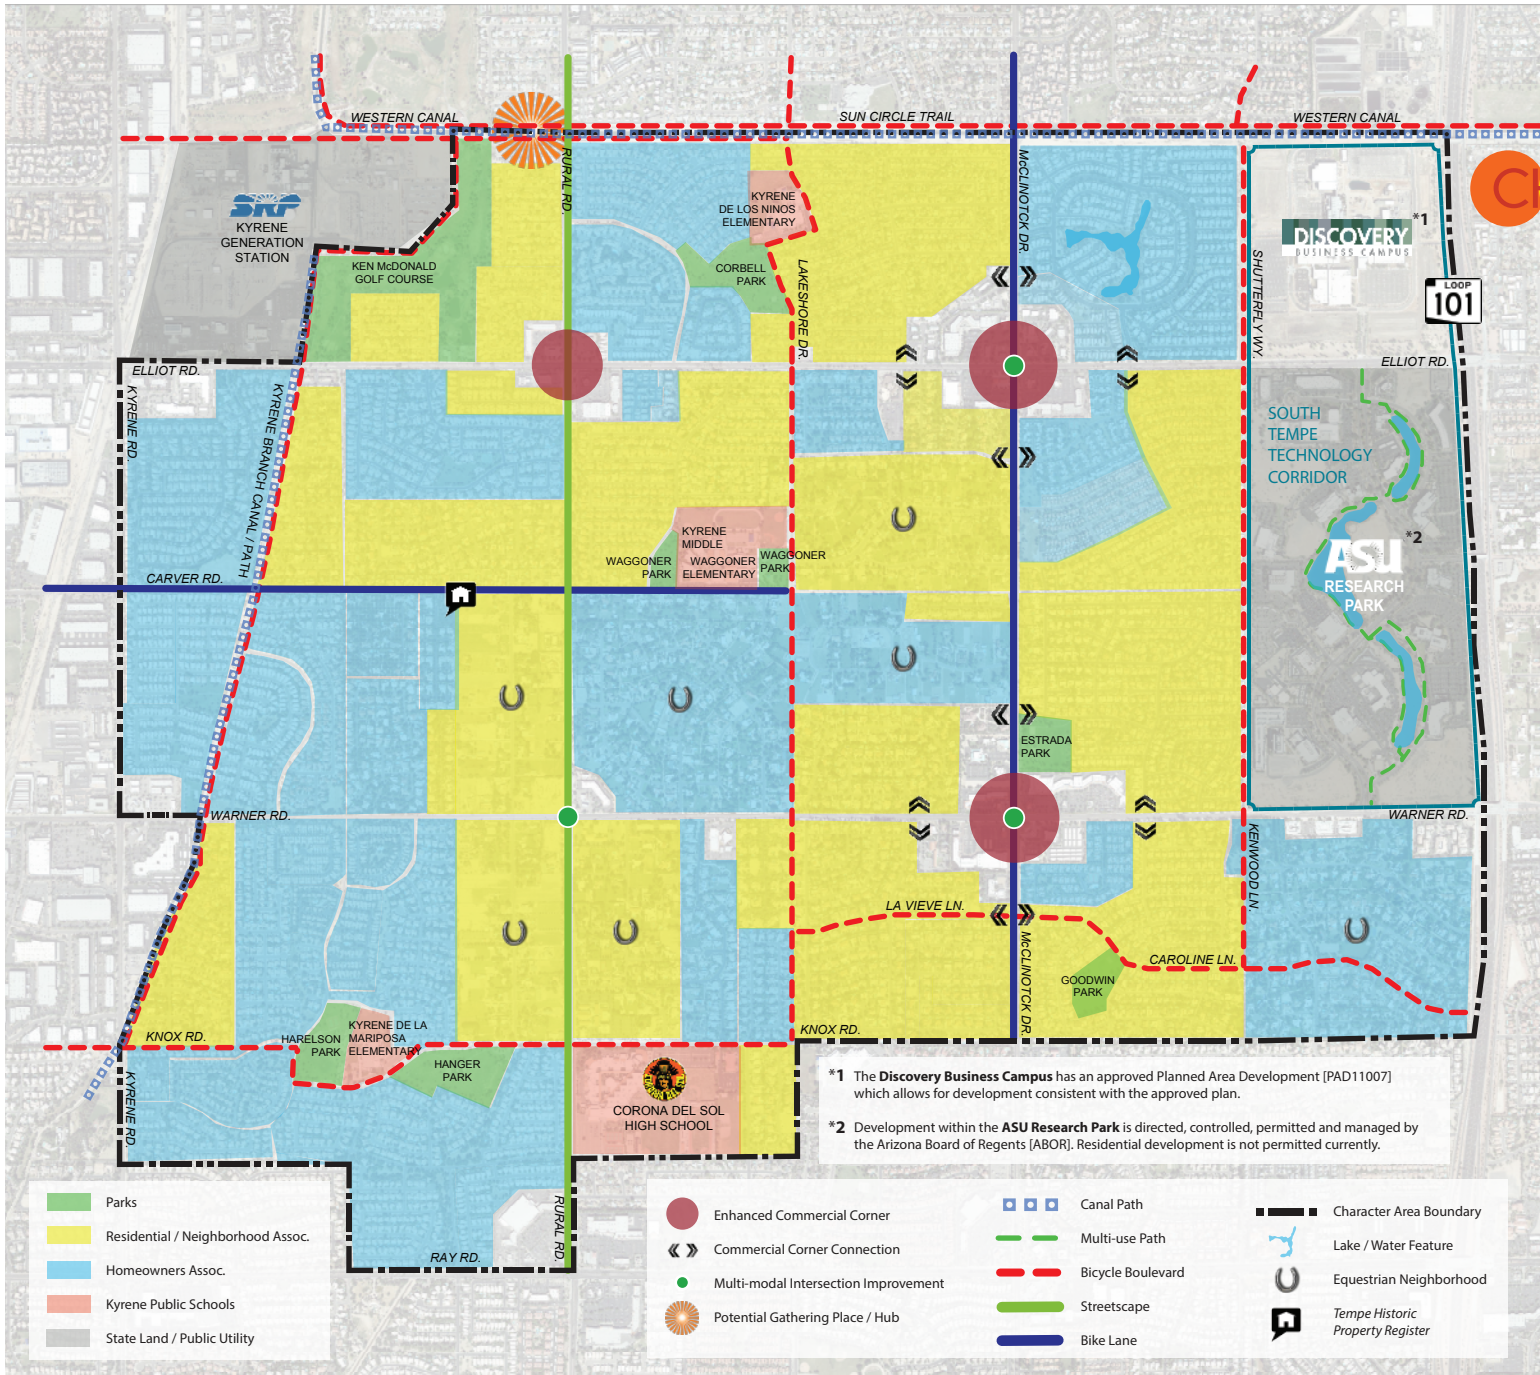 WESTERN CANAL
SUN CIRCLE TRAIL
WESTERN CANAL
CH
RURAL RD.
McCLINOTCK DR.
SRP
KYRENE
GENERATION
STATION
KYRENE
DE LOS NINOS
ELEMENTARY
DISCOVERY
BUSINESS CAMPUS
*1
KEN McDONALD
GOLF COURSE
CORBELL
PARK
LAKESHORE DR.
SHUTTERFLY WY.
LOOP
101
ELLIOT RD.
ELLIOT RD.
KYRENE RD.
KYRENE BRANCH CANAL / PATH
SOUTH
TEMPE
TECHNOLOGY
CORRIDOR
KYRENE
MIDDLE
WAGGONER
PARK
WAGGONER
ELEMENTARY
WAGGONER
PARK
ASU
*2
RESEARCH
PARK
CARVER RD.
ESTRADA
PARK
WARNER RD.
WARNER RD.
KENWOOD LN.
LA VIEVE LN.
CAROLINE LN.
McCLINOTCK DR.
GOODWIN
PARK
KNOX RD.
KNOX RD.
HARELSON
PARK
KYRENE DE LA
MARIPOSA
ELEMENTARY
HANGER
PARK
KYRENE RD.
CORONA DEL SOL
HIGH SCHOOL
RURAL RD.
RAY RD.
*1 The Discovery Business Campus has an approved Planned Area Development [PAD11007]
which allows for development consistent with the approved plan.
*2 Development within the ASU Research Park is directed, controlled, permitted and managed by
the Arizona Board of Regents [ABOR]. Residential development is not permitted currently.
Parks
Residential / Neighborhood Assoc.
Homeowners Assoc.
Kyrene Public Schools
State Land / Public Utility
Enhanced Commercial Corner
Commercial Corner Connection
Multi-modal Intersection Improvement
Potential Gathering Place / Hub
Canal Path
Multi-use Path
Bicycle Boulevard
Streetscape
Bike Lane
Character Area Boundary
Lake / Water Feature
Equestrian Neighborhood
Tempe Historic
Property Register